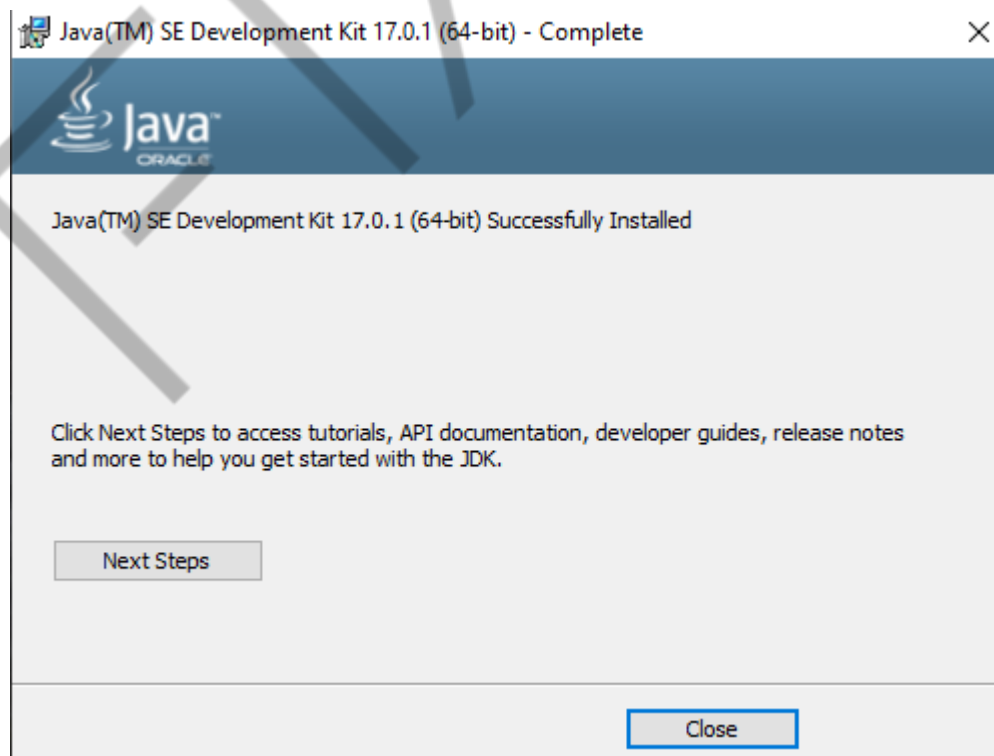 Java(TM) SE Development Kit 17.0.1 (64-bit) - Complete
Java™
ORACLE
Java(TM) SE Development Kit 17.0.1 (64-bit) Successfully Installed
Click Next Steps to access tutorials, API documentation, developer guides, release notes
and more to help you get started with the JDK.
Next Steps
Close